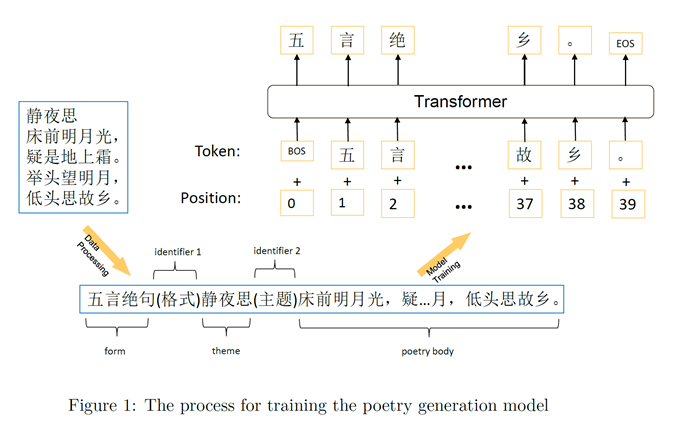 五 言 绝 乡 。 EOS
Transformer
Token: BOS 五 言 ... 故 乡 。
+ + + + + +
Position: 0 1 2 ... 37 38 39
静夜思
床前明月光，
疑是地上霜。
举头望明月，
低头思故乡。
Data
Processing
Model
Training
identifier 1 identifier 2
五言绝句(格式)静夜思(主题)床前明月光，疑...月，低头思故乡。
form theme poetry body
Figure 1: The process for training the poetry generation model